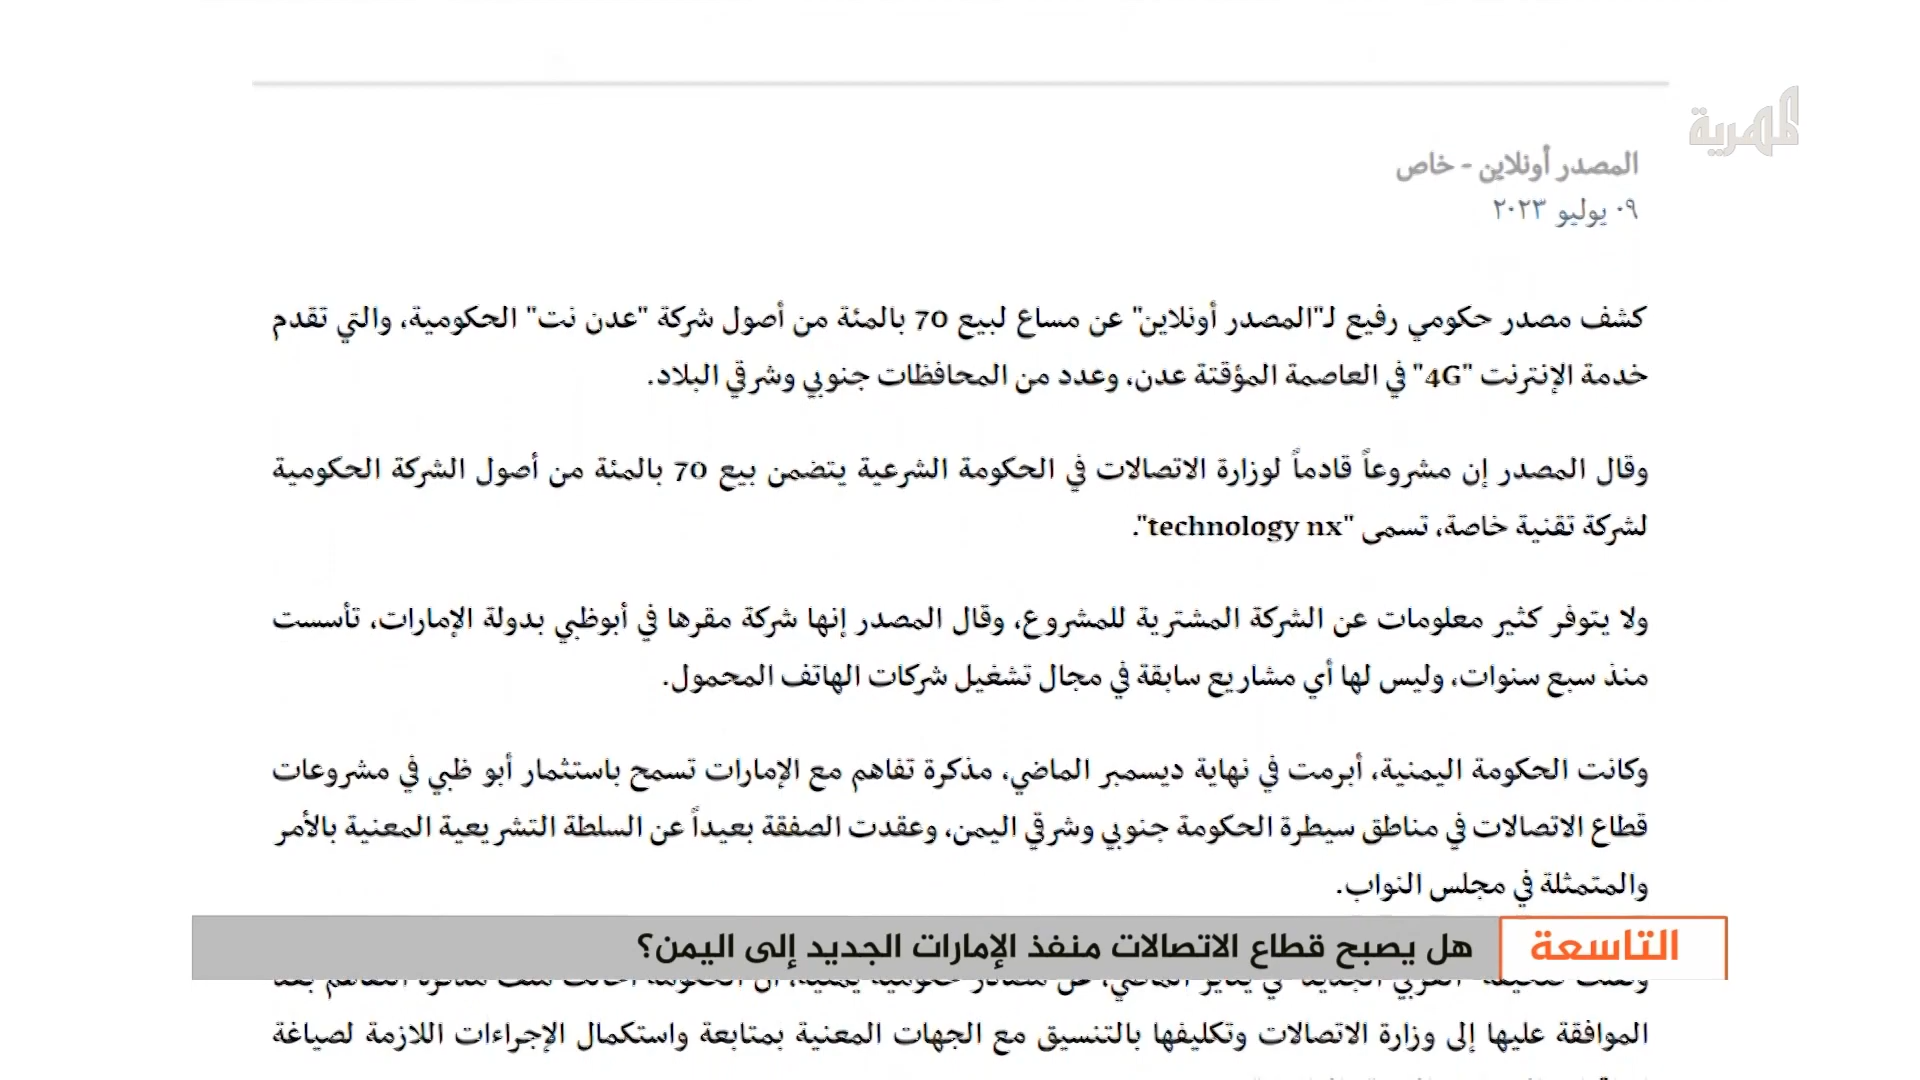 المهرية
المصدر أونلاين - خاص
٠٩ يوليو ٢٠٢٣
كشف مصدر حكومي رفيع لـ"المصدر أونلاين" عن مساع لبيع 70 بالمئة من أصول شركة "عدن نت" الحكومية، والتي تقدم
خدمة الإنترنت "4G" في العاصمة المؤقتة عدن، وعدد من المحافظات جنوبي وشرقي البلاد.
وقال المصدر إن مشروعاً قادماً لوزارة الاتصالات في الحكومة الشرعية يتضمن بيع 70 بالمئة من أصول الشركة الحكومية
لشركة تقنية خاصة، تسمى "technology nx".
ولا يتوفر كثير معلومات عن الشركة المشترية للمشروع، وقال المصدر إنها شركة مقرها في أبوظبي بدولة الإمارات، تأسست
منذ سبع سنوات، وليس لها أي مشاريع سابقة في مجال تشغيل شركات الهاتف المحمول.
وكانت الحكومة اليمنية، أبرمت في نهاية ديسمبر الماضي، مذكرة تفاهم مع الإمارات تسمح باستثمار أبو ظبي في مشروعات
قطاع الاتصالات في مناطق سيطرة الحكومة جنوبي وشرقي اليمن، وعقدت الصفقة بعيداً عن السلطة التشريعية المعنية بالأمر
والمتمثلة في مجلس النواب.
التاسعة
هل يصبح قطاع الاتصالات منفذ الإمارات الجديد إلى اليمن؟
الموافقة عليها إلى وزارة الاتصالات وتكليفها بالتنسيق مع الجهات المعنية بمتابعة واستكمال الإجراءات اللازمة لصياغة